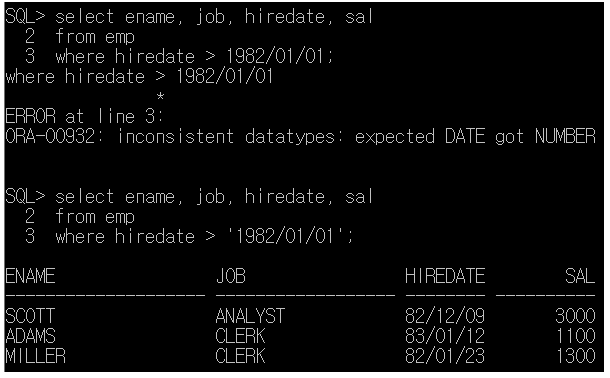 SQL> select ename, job, hiredate, sal
  2  from emp
  3  where hiredate > 1982/01/01;
where hiredate > 1982/01/01
                 *
ERROR at line 3:
ORA-00932: inconsistent datatypes: expected DATE got NUMBER
SQL> select ename, job, hiredate, sal
  2  from emp
  3  where hiredate > '1982/01/01';
ENAME                JOB                HIREDATE        SAL
-------------------- ------------------ -------- ----------
SCOTT                ANALYST            82/12/09       3000
ADAMS                CLERK              83/01/12       1100
MILLER               CLERK              82/01/23       1300